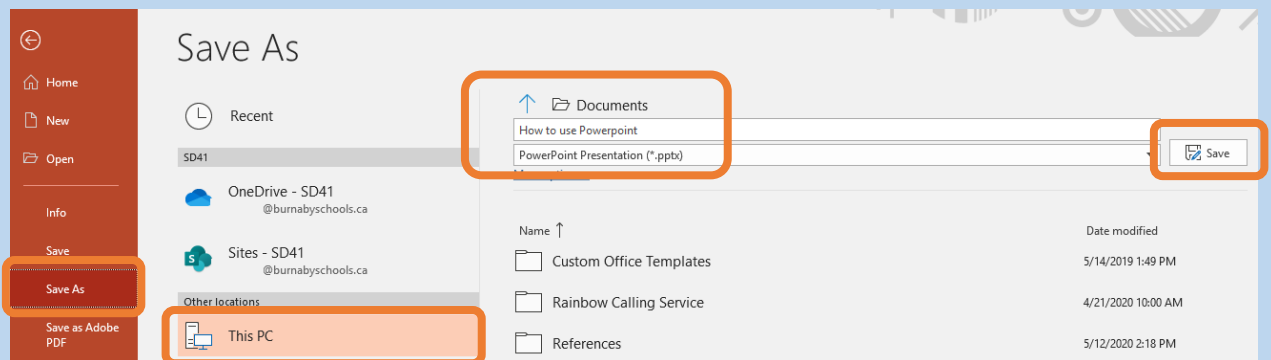 Save As
Home
New
Open
Info
Save
Save As
Save as Adobe
PDF
Recent
SD41
OneDrive - SD41
@burnabyschools.ca
Sites - SD41
@burnabyschools.ca
Other locations
This PC
Documents
How to use Powerpoint
PowerPoint Presentation (*.pptx)
Save
Name
Date modified
Custom Office Templates
5/14/2019 1:49 PM
Rainbow Calling Service
4/21/2020 10:00 AM
References
5/12/2020 2:18 PM